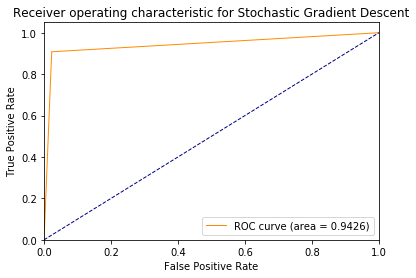 Receiver operating characteristic for Stochastic Gradient Descent
1.0
0.8
0.6
0.4
0.2
0.0
True Positive Rate
ROC curve (area = 0.9426)
0.0 0.2 0.4 0.6 0.8 1.0
False Positive Rate